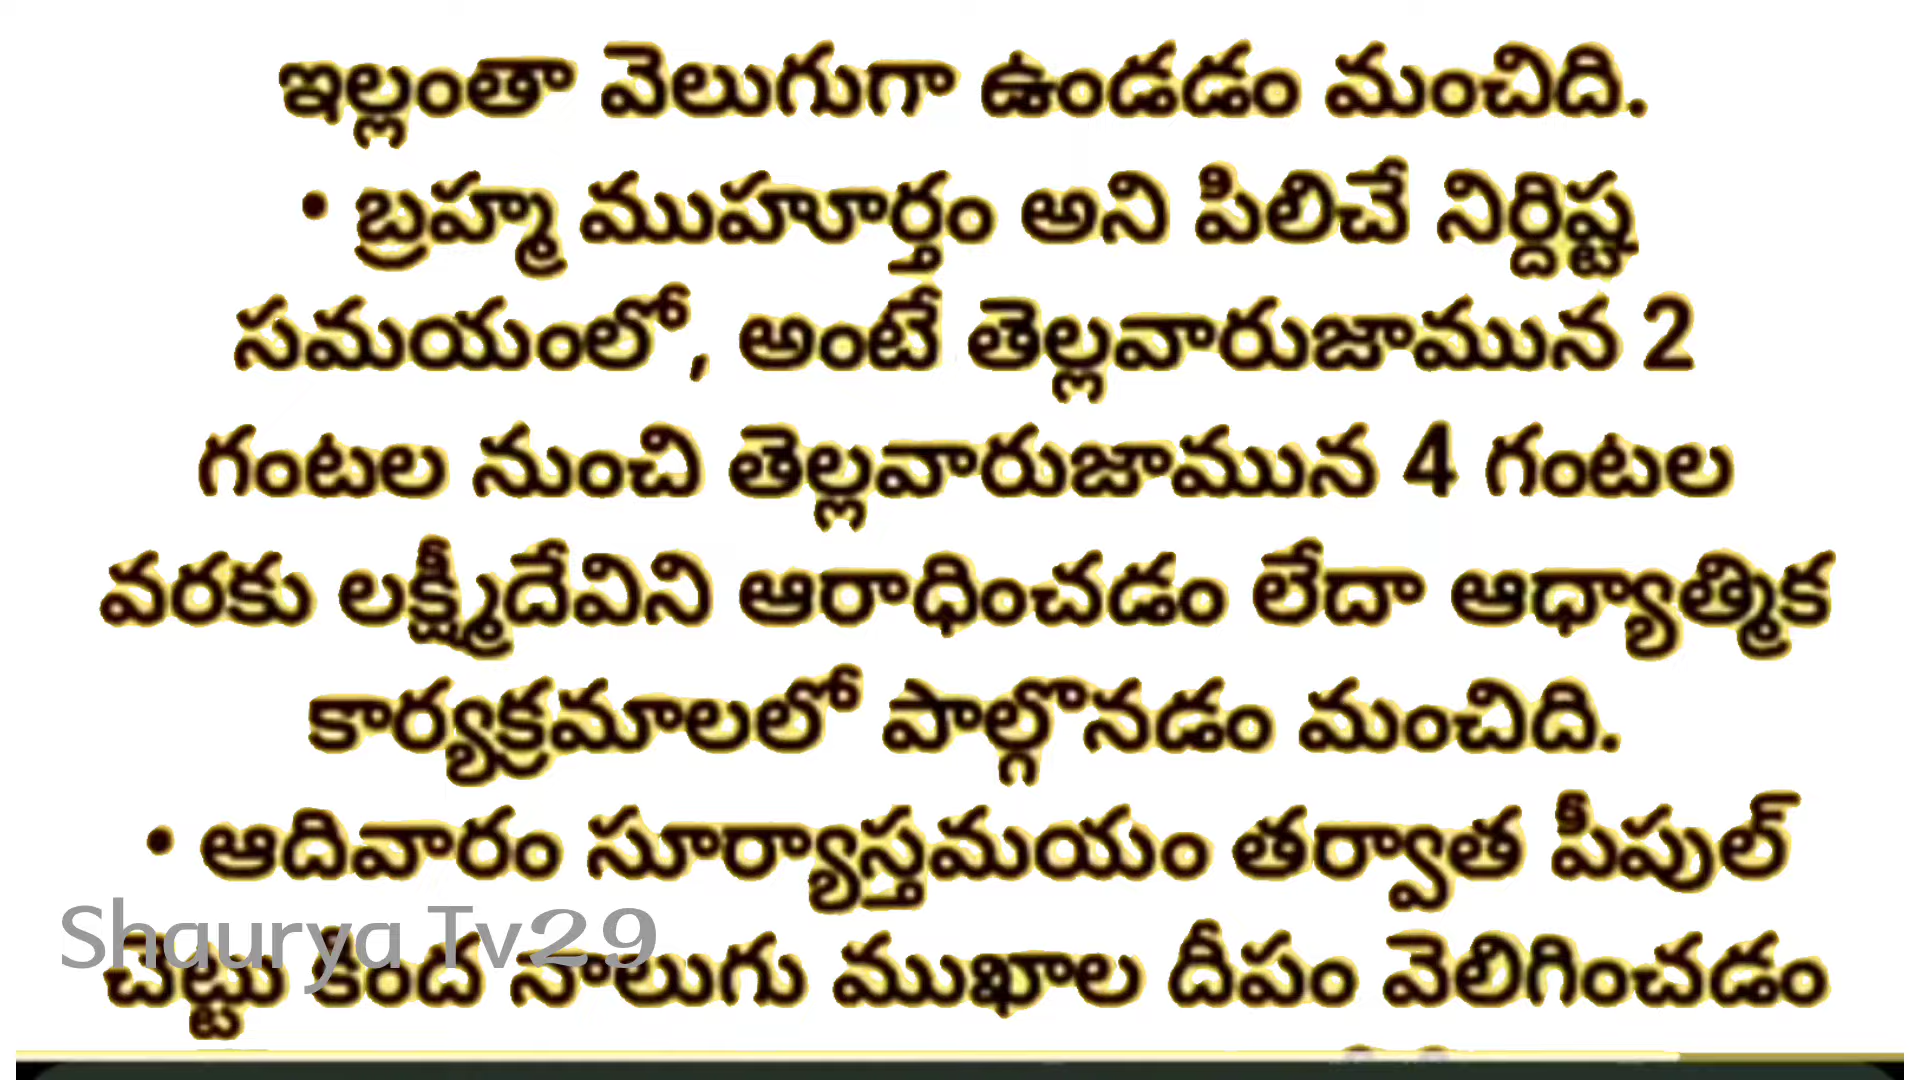 ఇల్లంతా వెలుగుగా ఉండడం మంచిది.
• బ్రహ్మ ముహూర్తం అని పిలిచే నిర్దిష్ట
సమయంలో, అంటే తెల్లవారుజామున 2
గంటల నుంచి తెల్లవారుజామున 4 గంటల
వరకు లక్ష్మీదేవిని ఆరాధించడం లేదా ఆధ్యాత్మిక
కార్యక్రమాలలో పాల్గొనడం మంచిది.
• ఆదివారం సూర్యాస్తమయం తర్వాత పీపుల్
చెట్టు కింద నాలుగు ముఖాల దీపం వెలిగించడం
Shaurya Tv29